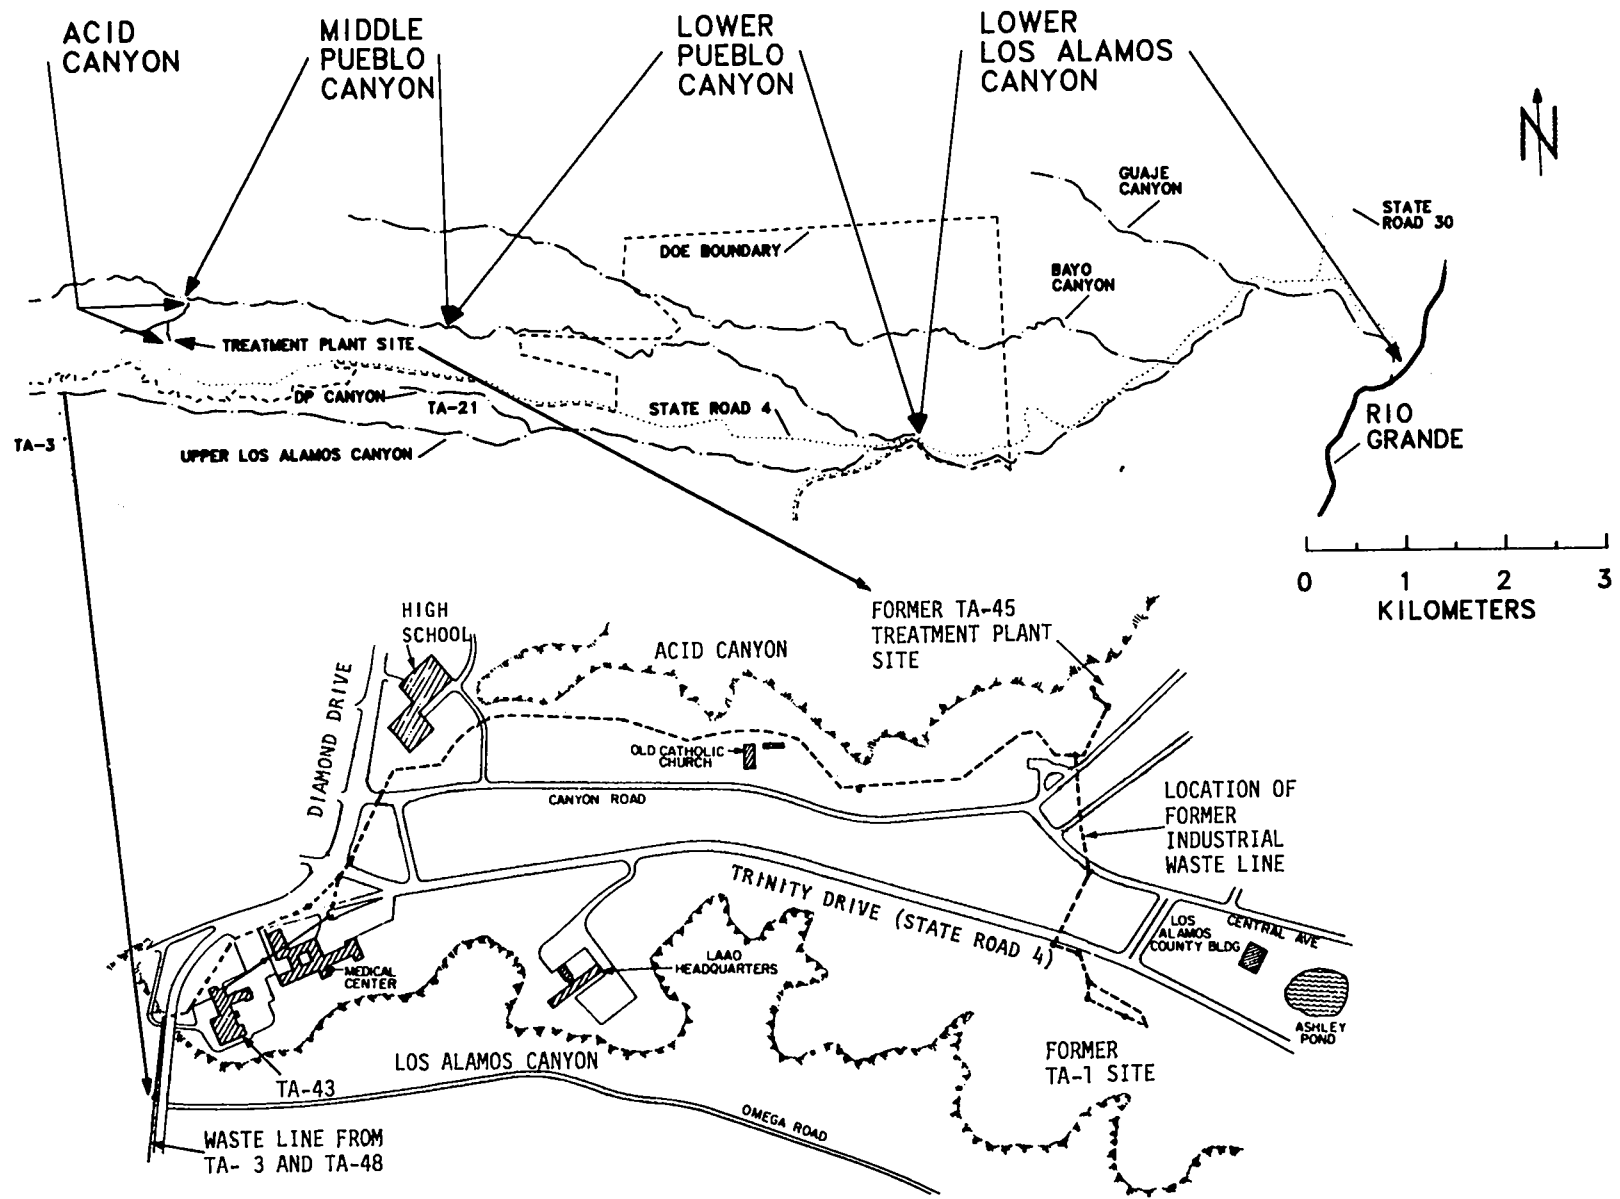 ACID
CANYON
MIDDLE
PUEBLO
CANYON
LOWER
PUEBLO
CANYON
LOWER
LOS ALAMOS
CANYON
N
GUAJE
CANYON
STATE
ROAD 30
DOE BOUNDARY
BAYO
CANYON
TREATMENT PLANT SITE
DP CANYON
TA-21
STATE ROAD 4
TA-3
UPPER LOS ALAMOS CANYON
RIO
GRANDE
0 1 2 3
KILOMETERS
HIGH
SCHOOL
ACID CANYON
FORMER TA-45
TREATMENT PLANT
SITE
DIAMOND DRIVE
OLD CATHOLIC
CHURCH
CANYON ROAD
LOCATION OF
FORMER
INDUSTRIAL
WASTE LINE
TRINITY DRIVE (STATE ROAD 4)
LOS
ALAMOS
COUNTY BLDG
CENTRAL AVE
MEDICAL
CENTER
LAAO
HEADQUARTERS
ASHLEY
POND
LOS ALAMOS CANYON
FORMER
TA-1 SITE
TA-43
OMEGA ROAD
WASTE LINE FROM
TA- 3 AND TA-48